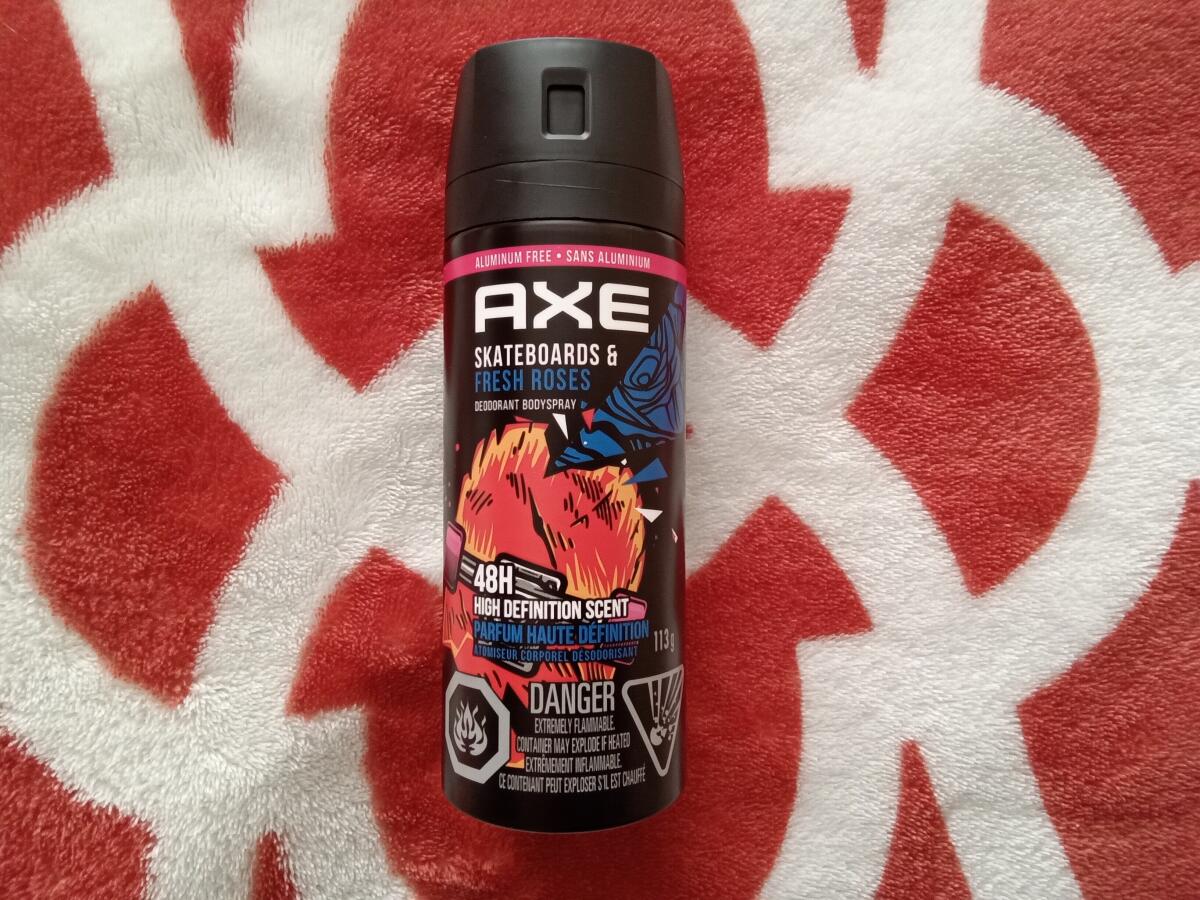 ALUMINUM FREE • SANS ALUMINIUM
AXE
SKATEBOARDS &
FRESH ROSES
DEODORANT BODYSPRAY
48H
HIGH DEFINITION SCENT
PARFUM HAUTE DÉFINITION
ATOMISEUR CORPOREL DÉSODORISANT
113g
DANGER
EXTREMELY FLAMMABLE.
CONTAINER MAY EXPLODE IF HEATED
EXTRÊMEMENT INFLAMMABLE.
CE CONTENANT PEUT EXPLOSER S'IL EST CHAUFFÉ